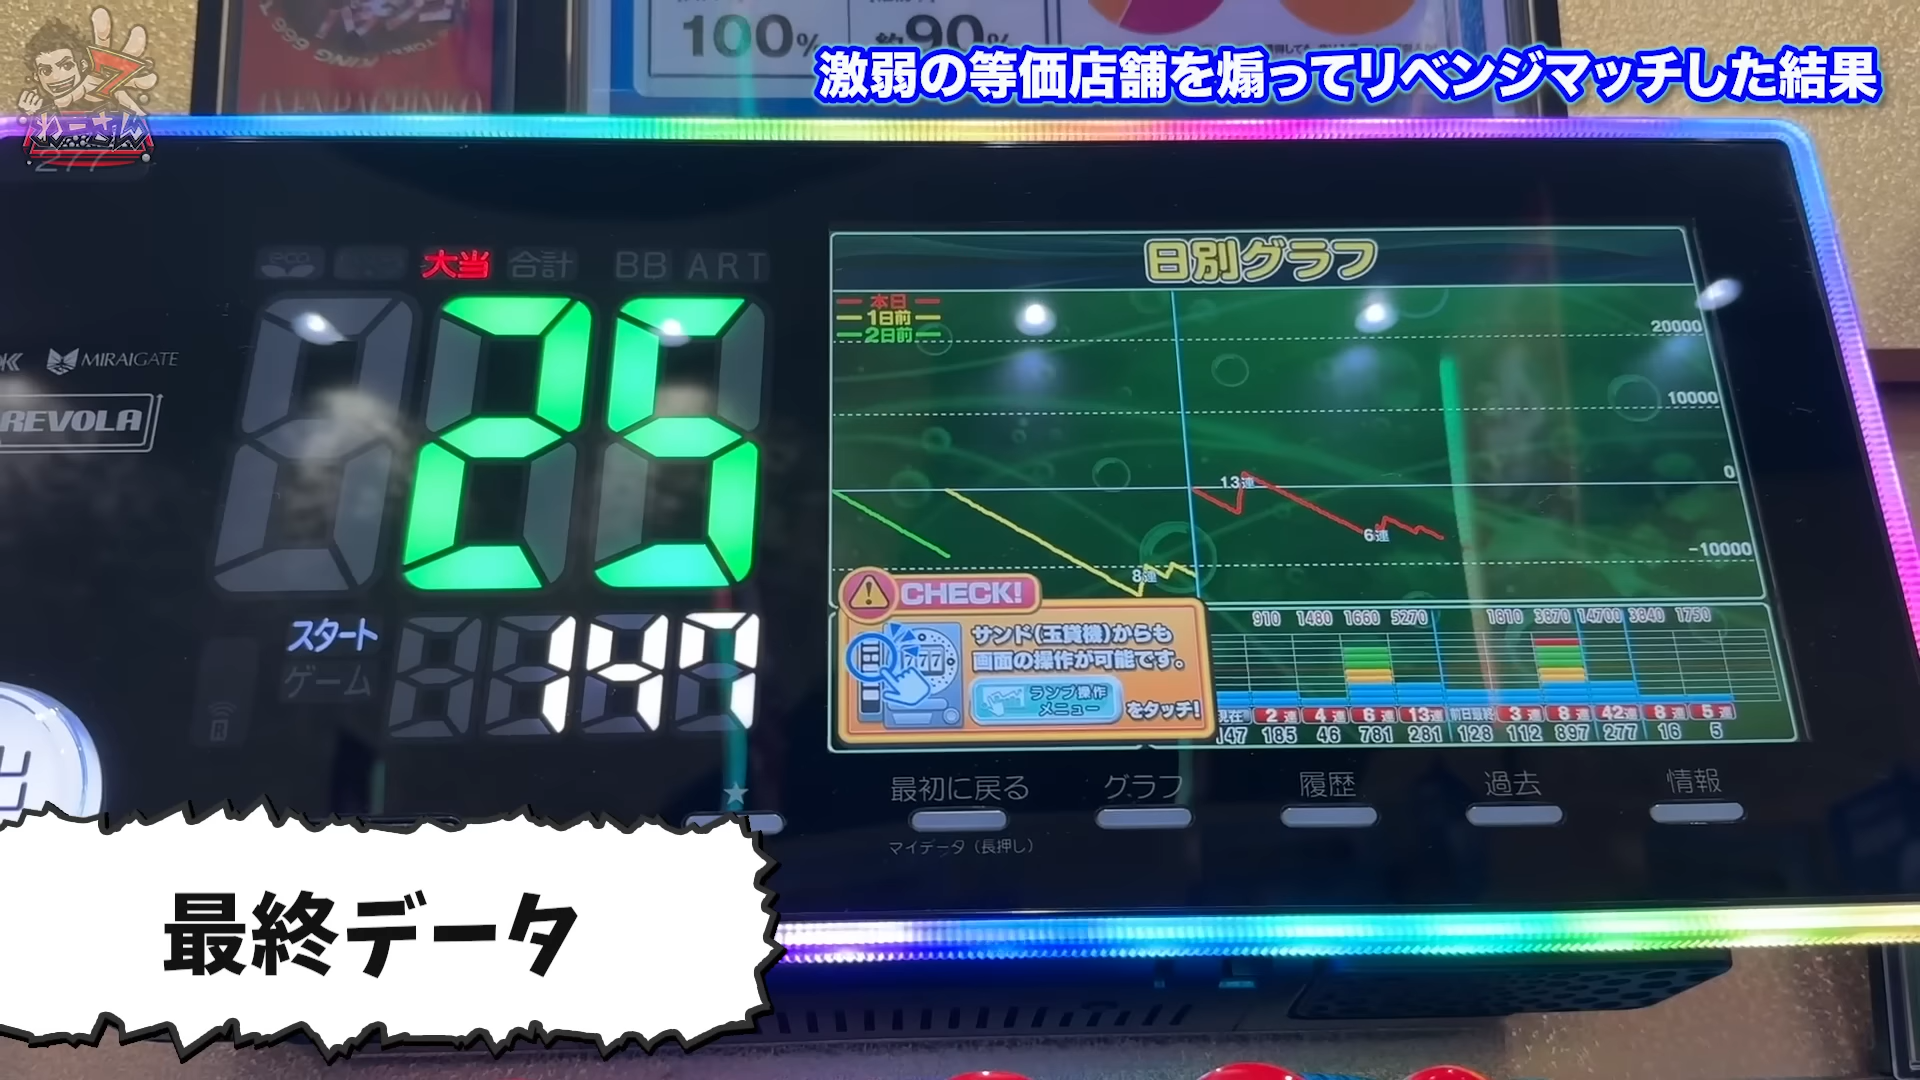 100%
約90%
激弱の等価店舗を煽ってリベンジマッチした結果
277
eco
大当 合計 BB ART
25
MIRAIGATE
REVOLA
スタート
ゲーム
147
日別グラフ
本日
1日前
2日前
20000
10000
0
-10000
13連
6連
8連
CHECK!
サンド(玉貸機)からも
画面の操作が可能です。
ランプ操作
メニュー
をタッチ!
910 1480 1660 5270 1810 3870 14700 3840 1750
現在 2連 4連 6連 13連 前日最終 3連 8連 42連 8連 5連
147 185 46 781 281 128 112 897 277 16 5
最初に戻る グラフ 履歴 過去 情報
マイデータ(長押し)
最終データ